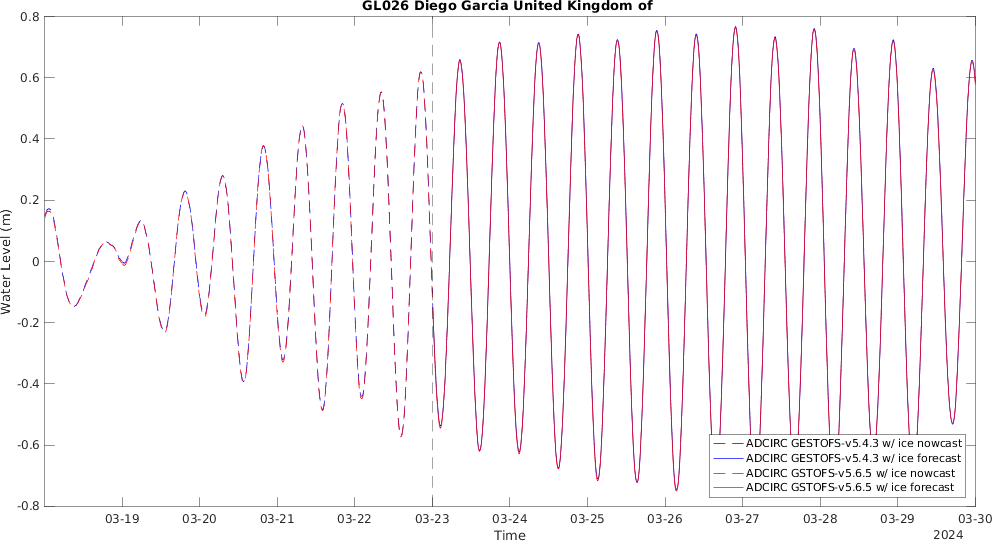 GL026 Diego Garcia United Kingdom of
0.8
0.6
0.4
0.2
0
-0.2
-0.4
-0.6
-0.8
Water Level (m)
ADCIRC GESTOFS-v5.4.3 w/ ice nowcast
ADCIRC GESTOFS-v5.4.3 w/ ice forecast
ADCIRC GSTOFS-v5.6.5 w/ ice nowcast
ADCIRC GSTOFS-v5.6.5 w/ ice forecast
03-19 03-20 03-21 03-22 03-23 03-24 03-25 03-26 03-27 03-28 03-29 03-30
Time
2024